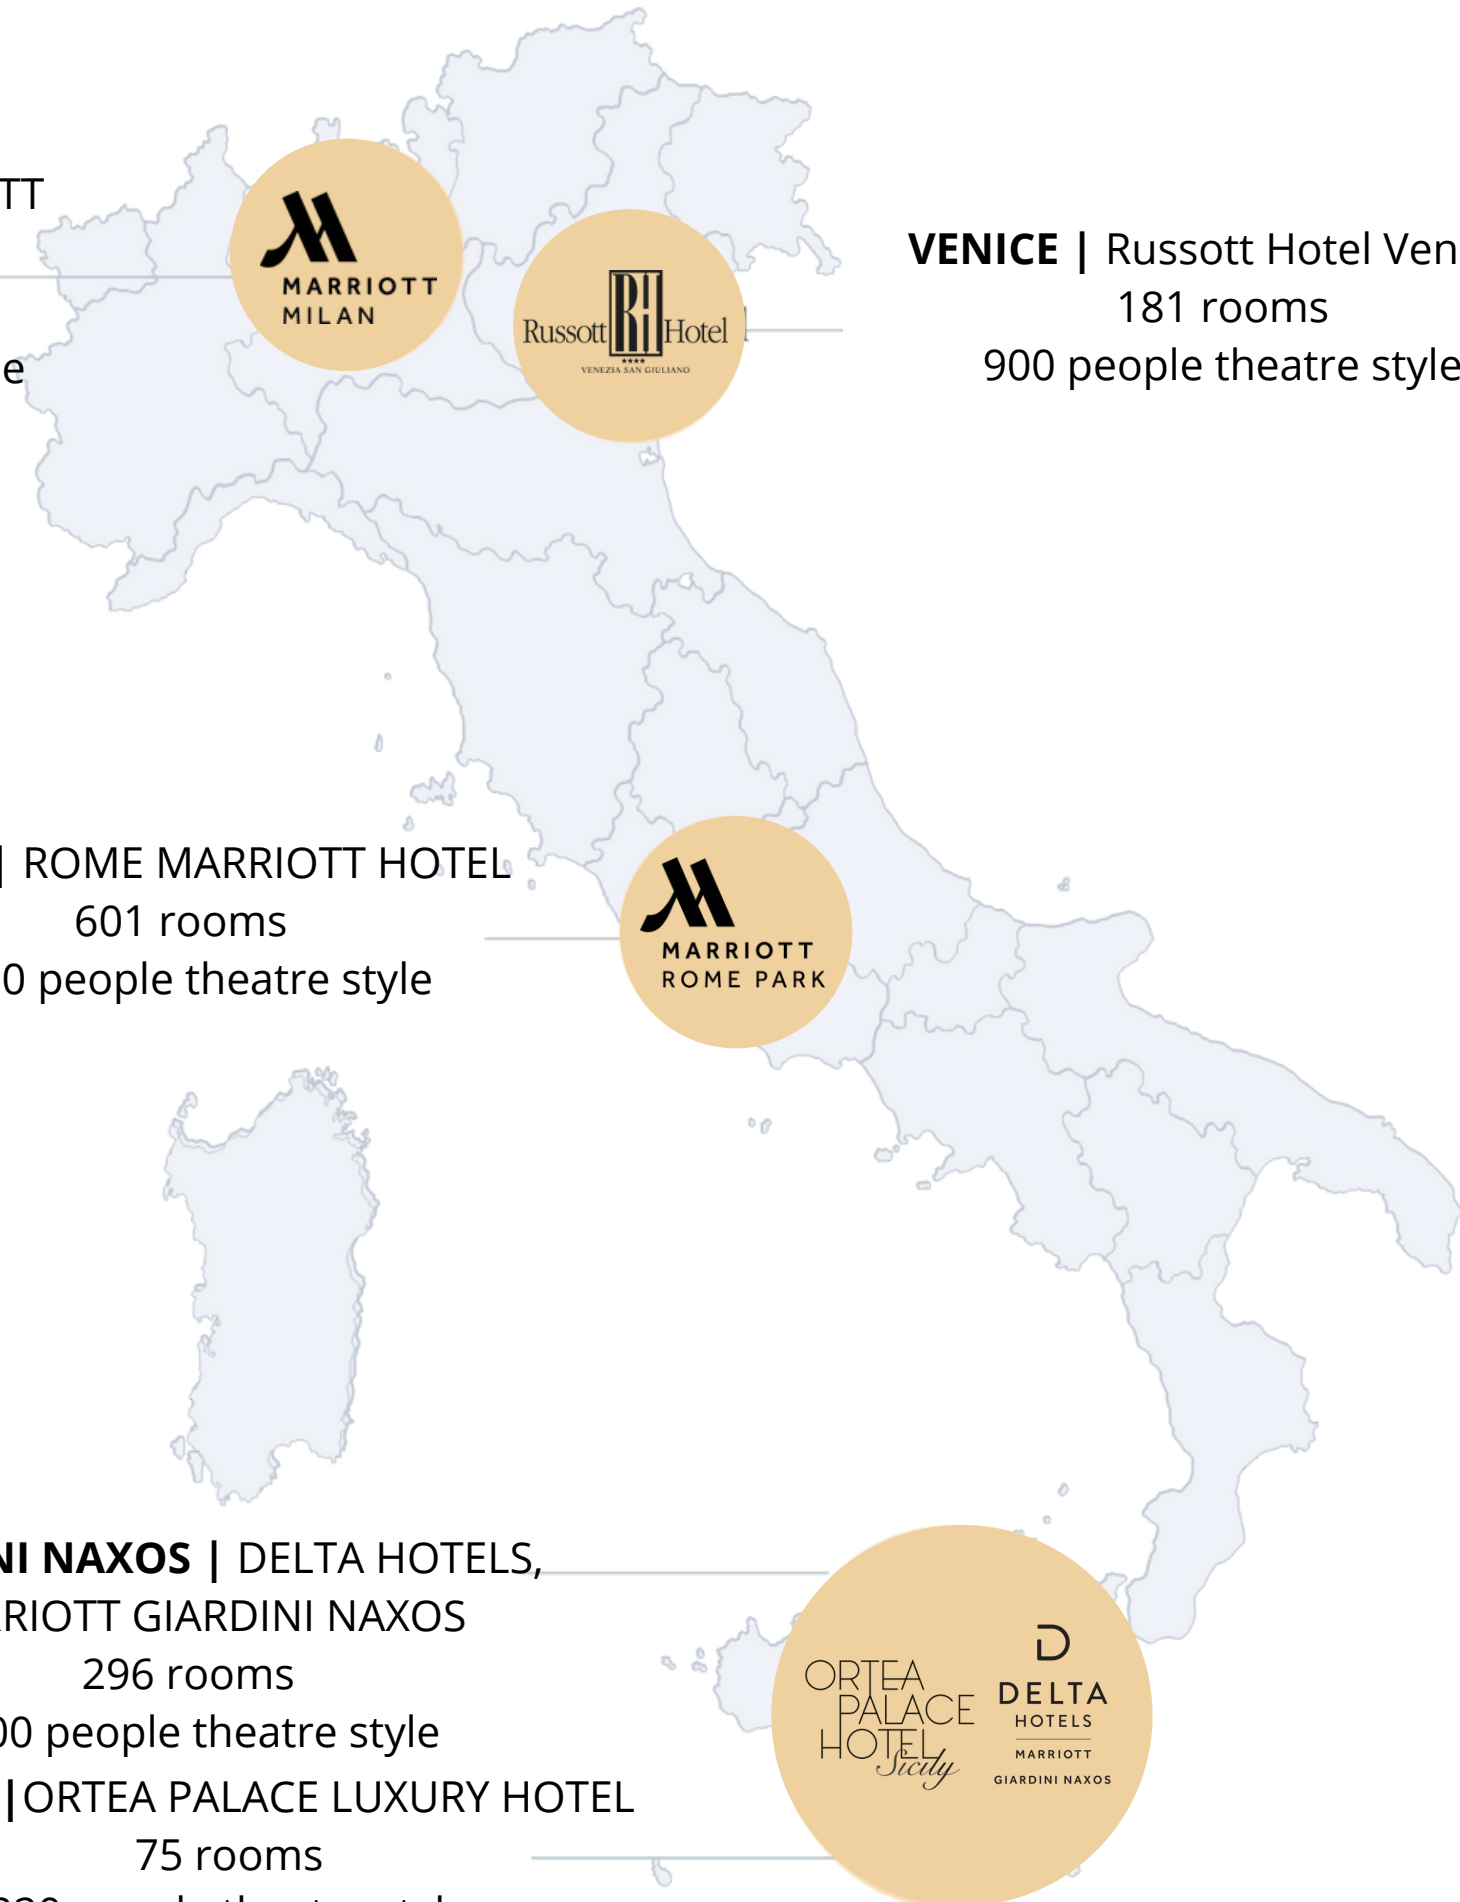 TT
e
MARRIOTT
MILAN
Russott RH Hotel
VENEZIA SAN GIULIANO
VENICE | Russott Hotel Ven
181 rooms
900 people theatre style
| ROME MARRIOTT HOTEL
601 rooms
0 people theatre style
MARRIOTT
ROME PARK
NI NAXOS | DELTA HOTELS,
RIOTT GIARDINI NAXOS
296 rooms
00 people theatre style
|ORTEA PALACE LUXURY HOTEL
75 rooms
ORTEA
PALACE
HOTEL
Sicily
D
DELTA
HOTELS
MARRIOTT
GIARDINI NAXOS